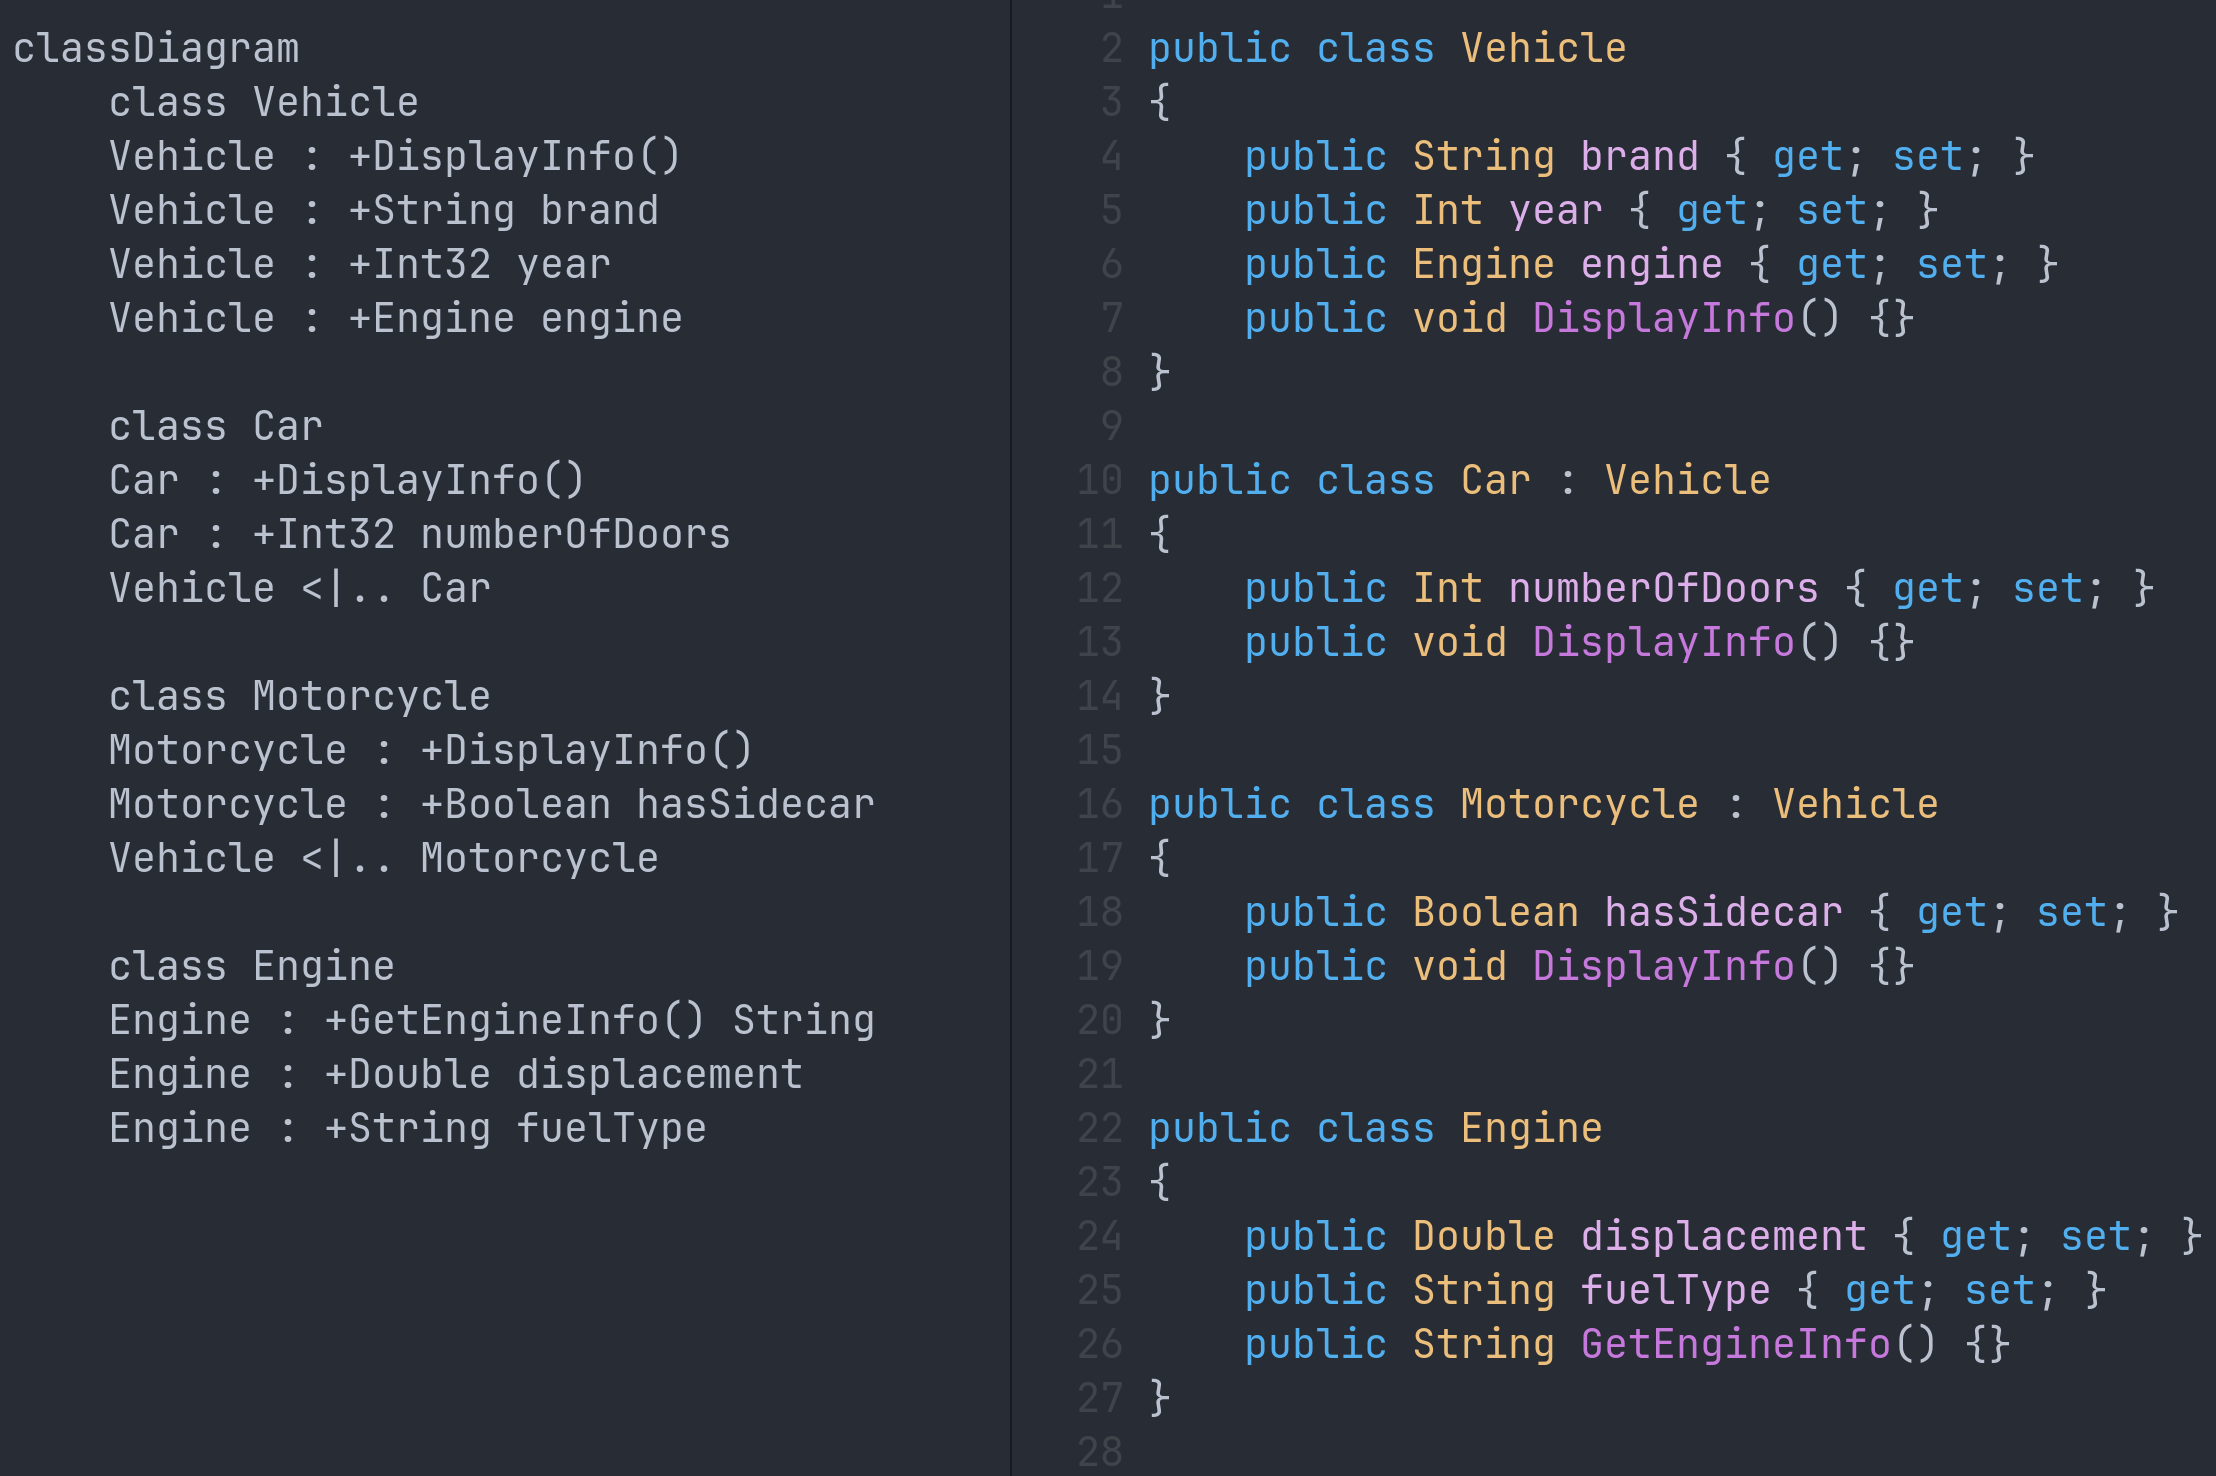 classDiagram
    class Vehicle
    Vehicle : +DisplayInfo()
    Vehicle : +String brand
    Vehicle : +Int32 year
    Vehicle : +Engine engine

    class Car
    Car : +DisplayInfo()
    Car : +Int32 numberOfDoors
    Vehicle <|.. Car

    class Motorcycle
    Motorcycle : +DisplayInfo()
    Motorcycle : +Boolean hasSidecar
    Vehicle <|.. Motorcycle

    class Engine
    Engine : +GetEngineInfo() String
    Engine : +Double displacement
    Engine : +String fuelType

1
2 public class Vehicle
3 {
4     public String brand { get; set; }
5     public Int year { get; set; }
6     public Engine engine { get; set; }
7     public void DisplayInfo() {}
8 }
9
10 public class Car : Vehicle
11 {
12     public Int numberOfDoors { get; set; }
13     public void DisplayInfo() {}
14 }
15
16 public class Motorcycle : Vehicle
17 {
18     public Boolean hasSidecar { get; set; }
19     public void DisplayInfo() {}
20 }
21
22 public class Engine
23 {
24     public Double displacement { get; set; }
25     public String fuelType { get; set; }
26     public String GetEngineInfo() {}
27 }
28